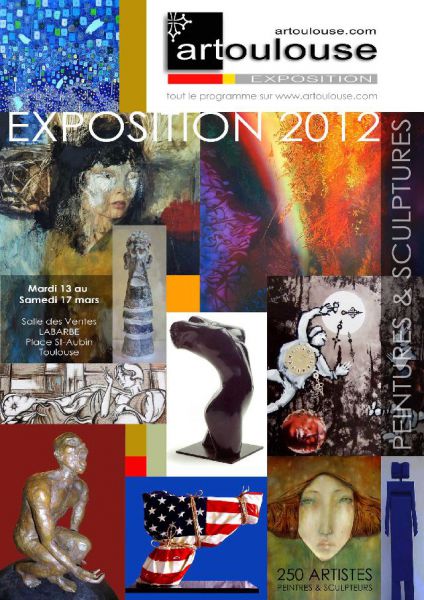 artoulouse.com
artoulouse
EXPOSITION
tout le programme sur www.artoulouse.com
EXPOSITION 2012
PEINTURES & SCULPTURES
Mardi 13 au
Samedi 17 mars
Salle des Ventes
LABARBE
Place St-Aubin
Toulouse
250 ARTISTES
PEINTRES & SCULPTEURS